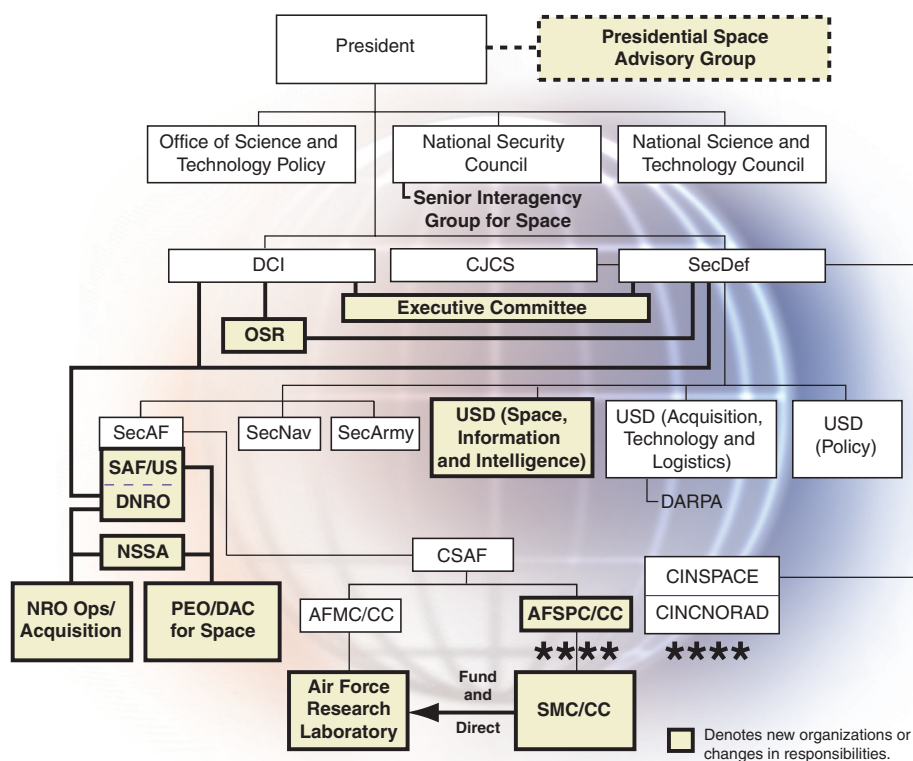 President
Presidential Space
Advisory Group
Office of Science and
Technology Policy
National Security
Council
National Science and
Technology Council
Senior Interagency
Group for Space
DCI
CJCS
SecDef
Executive Committee
OSR
SecAF
SecNav
SecArmy
USD (Space,
Information
and Intelligence)
USD (Acquisition,
Technology and
Logistics)
USD
(Policy)
SAF/US
DNRO
DARPA
NSSA
CSAF
NRO Ops/
Acquisition
PEO/DAC
for Space
AFMC/CC
AFSPC/CC
CINSPACE
CINCNORAD
****
****
Air Force
Research
Laboratory
Fund
and
Direct
SMC/CC
Denotes new organizations or
changes in responsibilities.